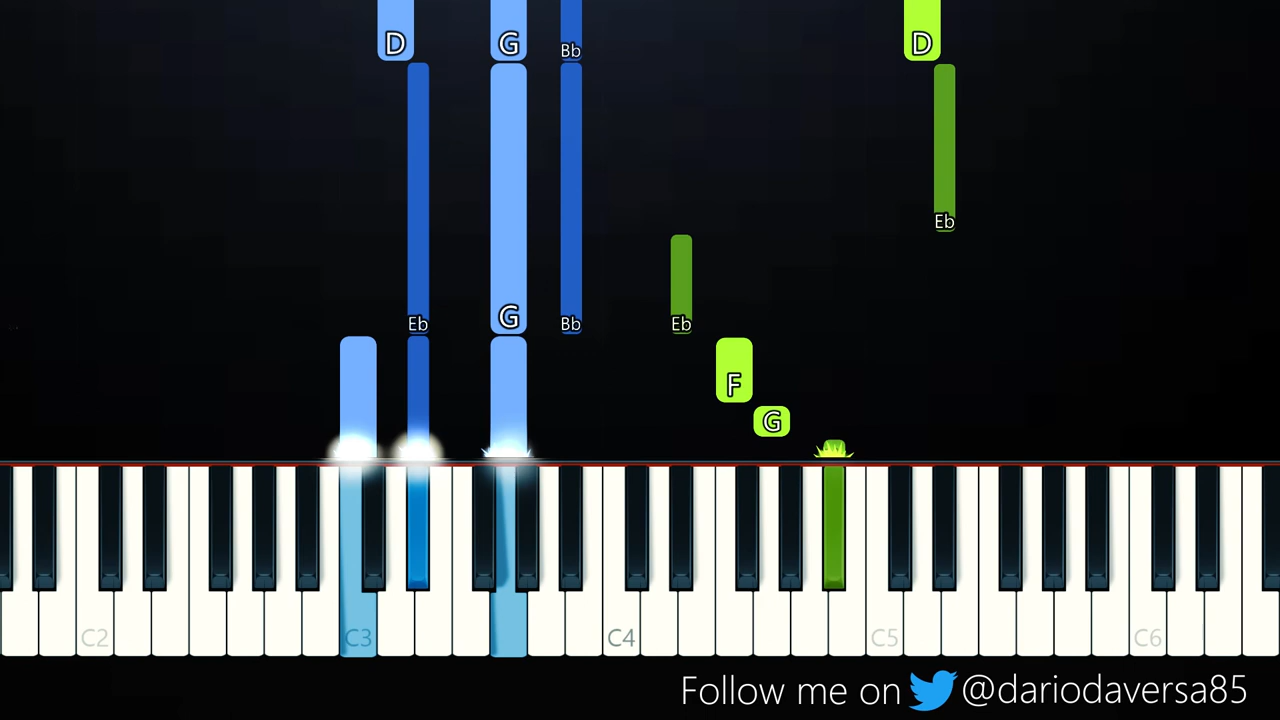 D G Bb D
Eb
Eb G Bb Eb
F
G
C2 C3 C4 C5 C6
Follow me on @dariodaversa85